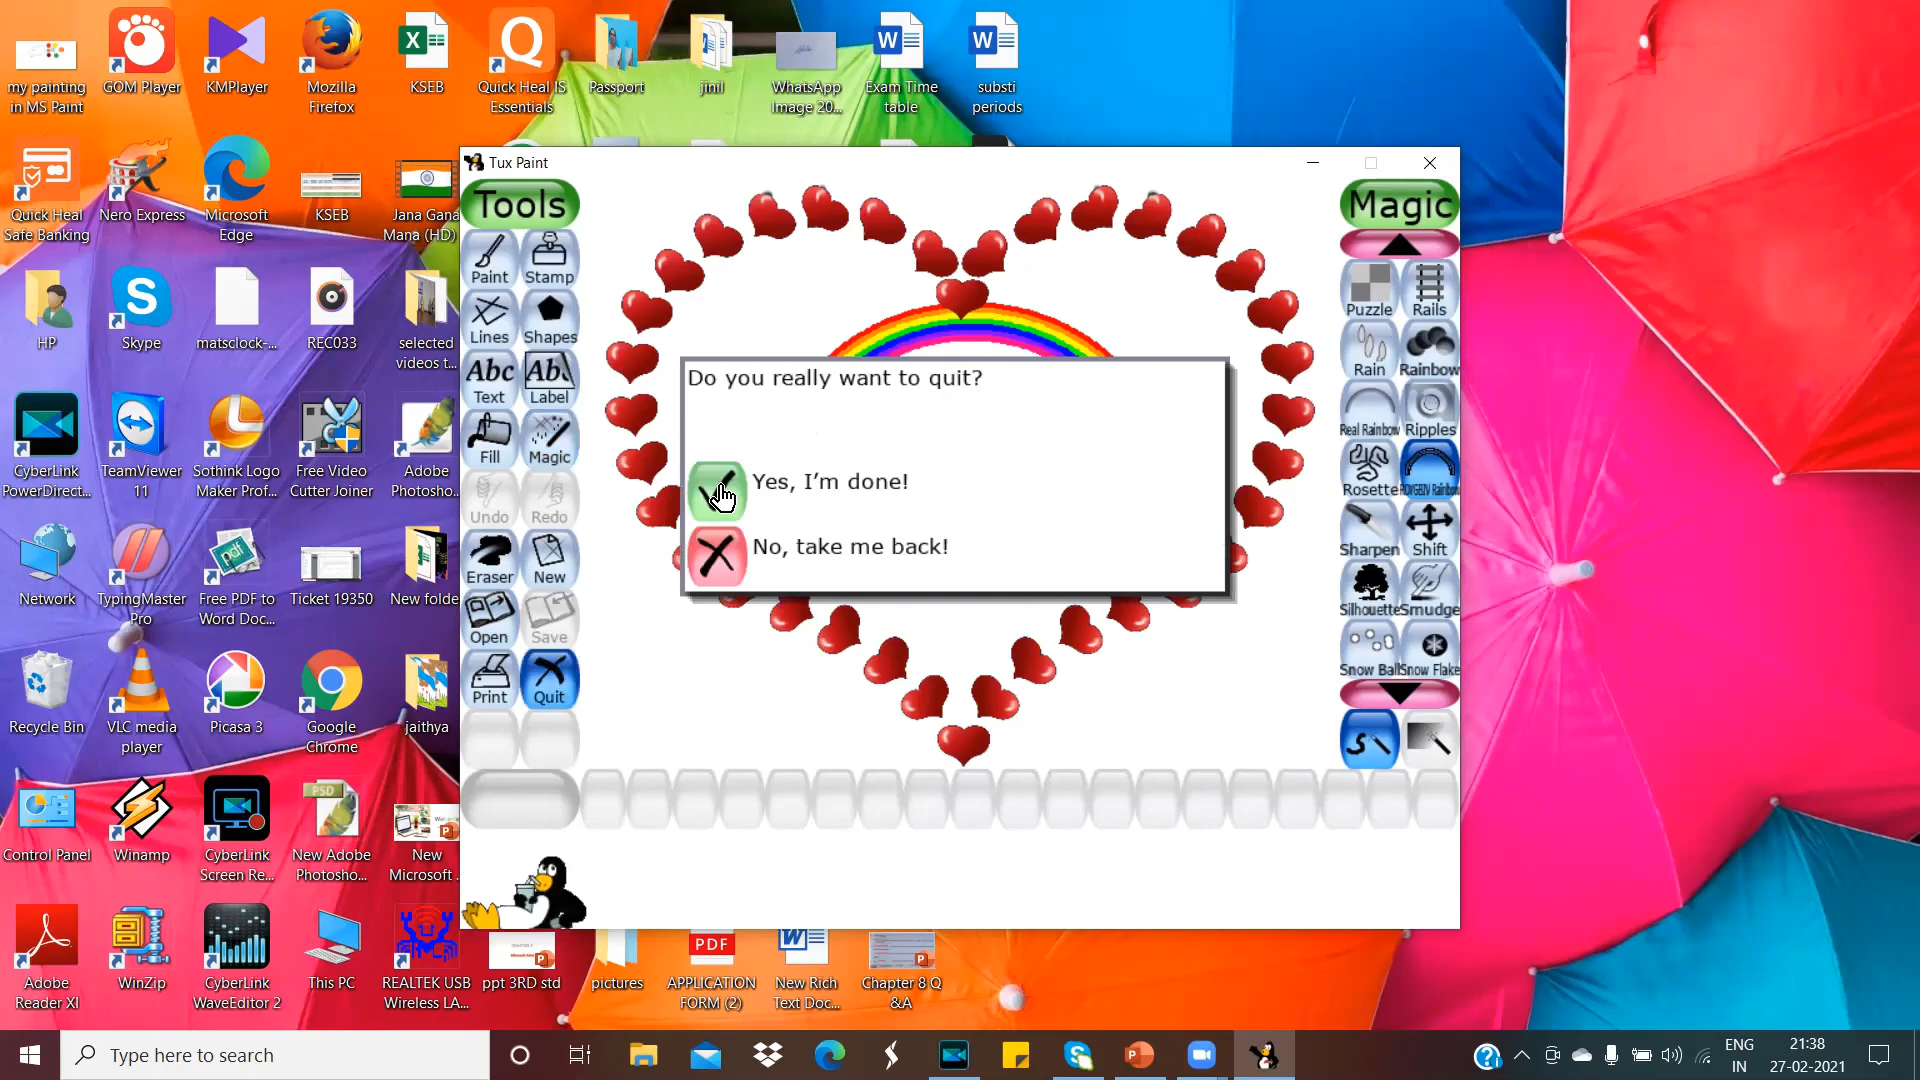 my painting
in MS Paint
GOM Player
KMPlayer
Mozilla
Firefox
KSEB
Quick Heal IS
Essentials
Passport
jinil
WhatsApp
Image 20...
Exam Time
table
substi
periods
Quick Heal
Safe Banking
Nero Express
Microsoft
Edge
KSEB
Jana Gana
Mana (HD)
HP
Skype
matsclock-...
REC033
selected
videos t...
CyberLink
PowerDirect...
TeamViewer
11
Sothink Logo
Maker Prof...
Free Video
Cutter Joiner
Adobe
Photosho...
Network
TypingMaster
Pro
Free PDF to
Word Doc...
Ticket 19350
New folde
Recycle Bin
VLC media
player
Picasa 3
Google
Chrome
jaithya
Control Panel
Winamp
CyberLink
Screen Re...
New Adobe
Photosho...
New
Microsoft
Adobe
Reader XI
WinZip
CyberLink
WaveEditor 2
This PC
REALTEK USB
Wireless LA...
ppt 3RD std
pictures
PDF
APPLICATION
FORM (2)
New Rich
Text Doc...
Chapter 8 Q
&A
Tux Paint
Tools
Paint
Stamp
Lines
Shapes
Abc
Text
Abc
Label
Fill
Magic
Undo
Redo
Eraser
New
Open
Save
Print
Quit
Do you really want to quit?
Yes, I'm done!
No, take me back!
Magic
Puzzle
Rails
Rain
Rainbow
Real Rainbow
Ripples
Rosette
ROYGBIV Rainbow
Sharpen
Shift
Silhouette
Smudge
Snow Ball
Snow Flake
Type here to search
ENG
IN
21:38
27-02-2021